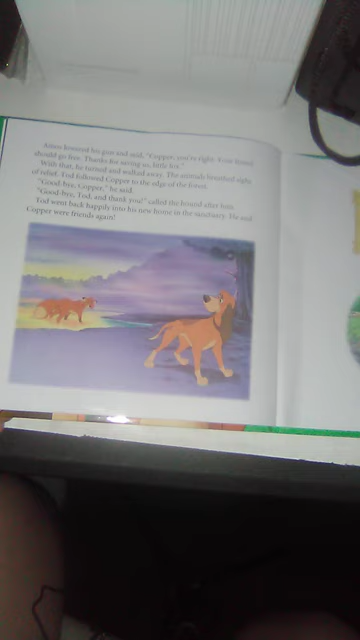 Amos lowered his gun and said, "Copper, you're right. Your friend
should go free. Thanks for saving us, little fox."
With that, he turned and walked away. The animals breathed sighs
of relief. Tod followed Copper to the edge of the forest.
"Good-bye, Copper," he said.
"Good-bye, Tod, and thank you!" called the hound after him.
Tod went back happily into his new home in the sanctuary. He and
Copper were friends again!